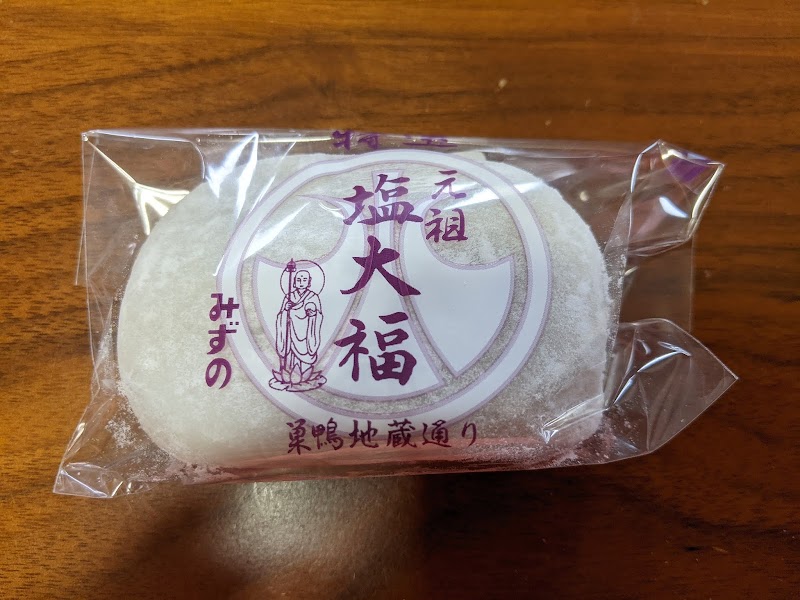 元祖
塩大福
みずの
巣鴨地蔵通り